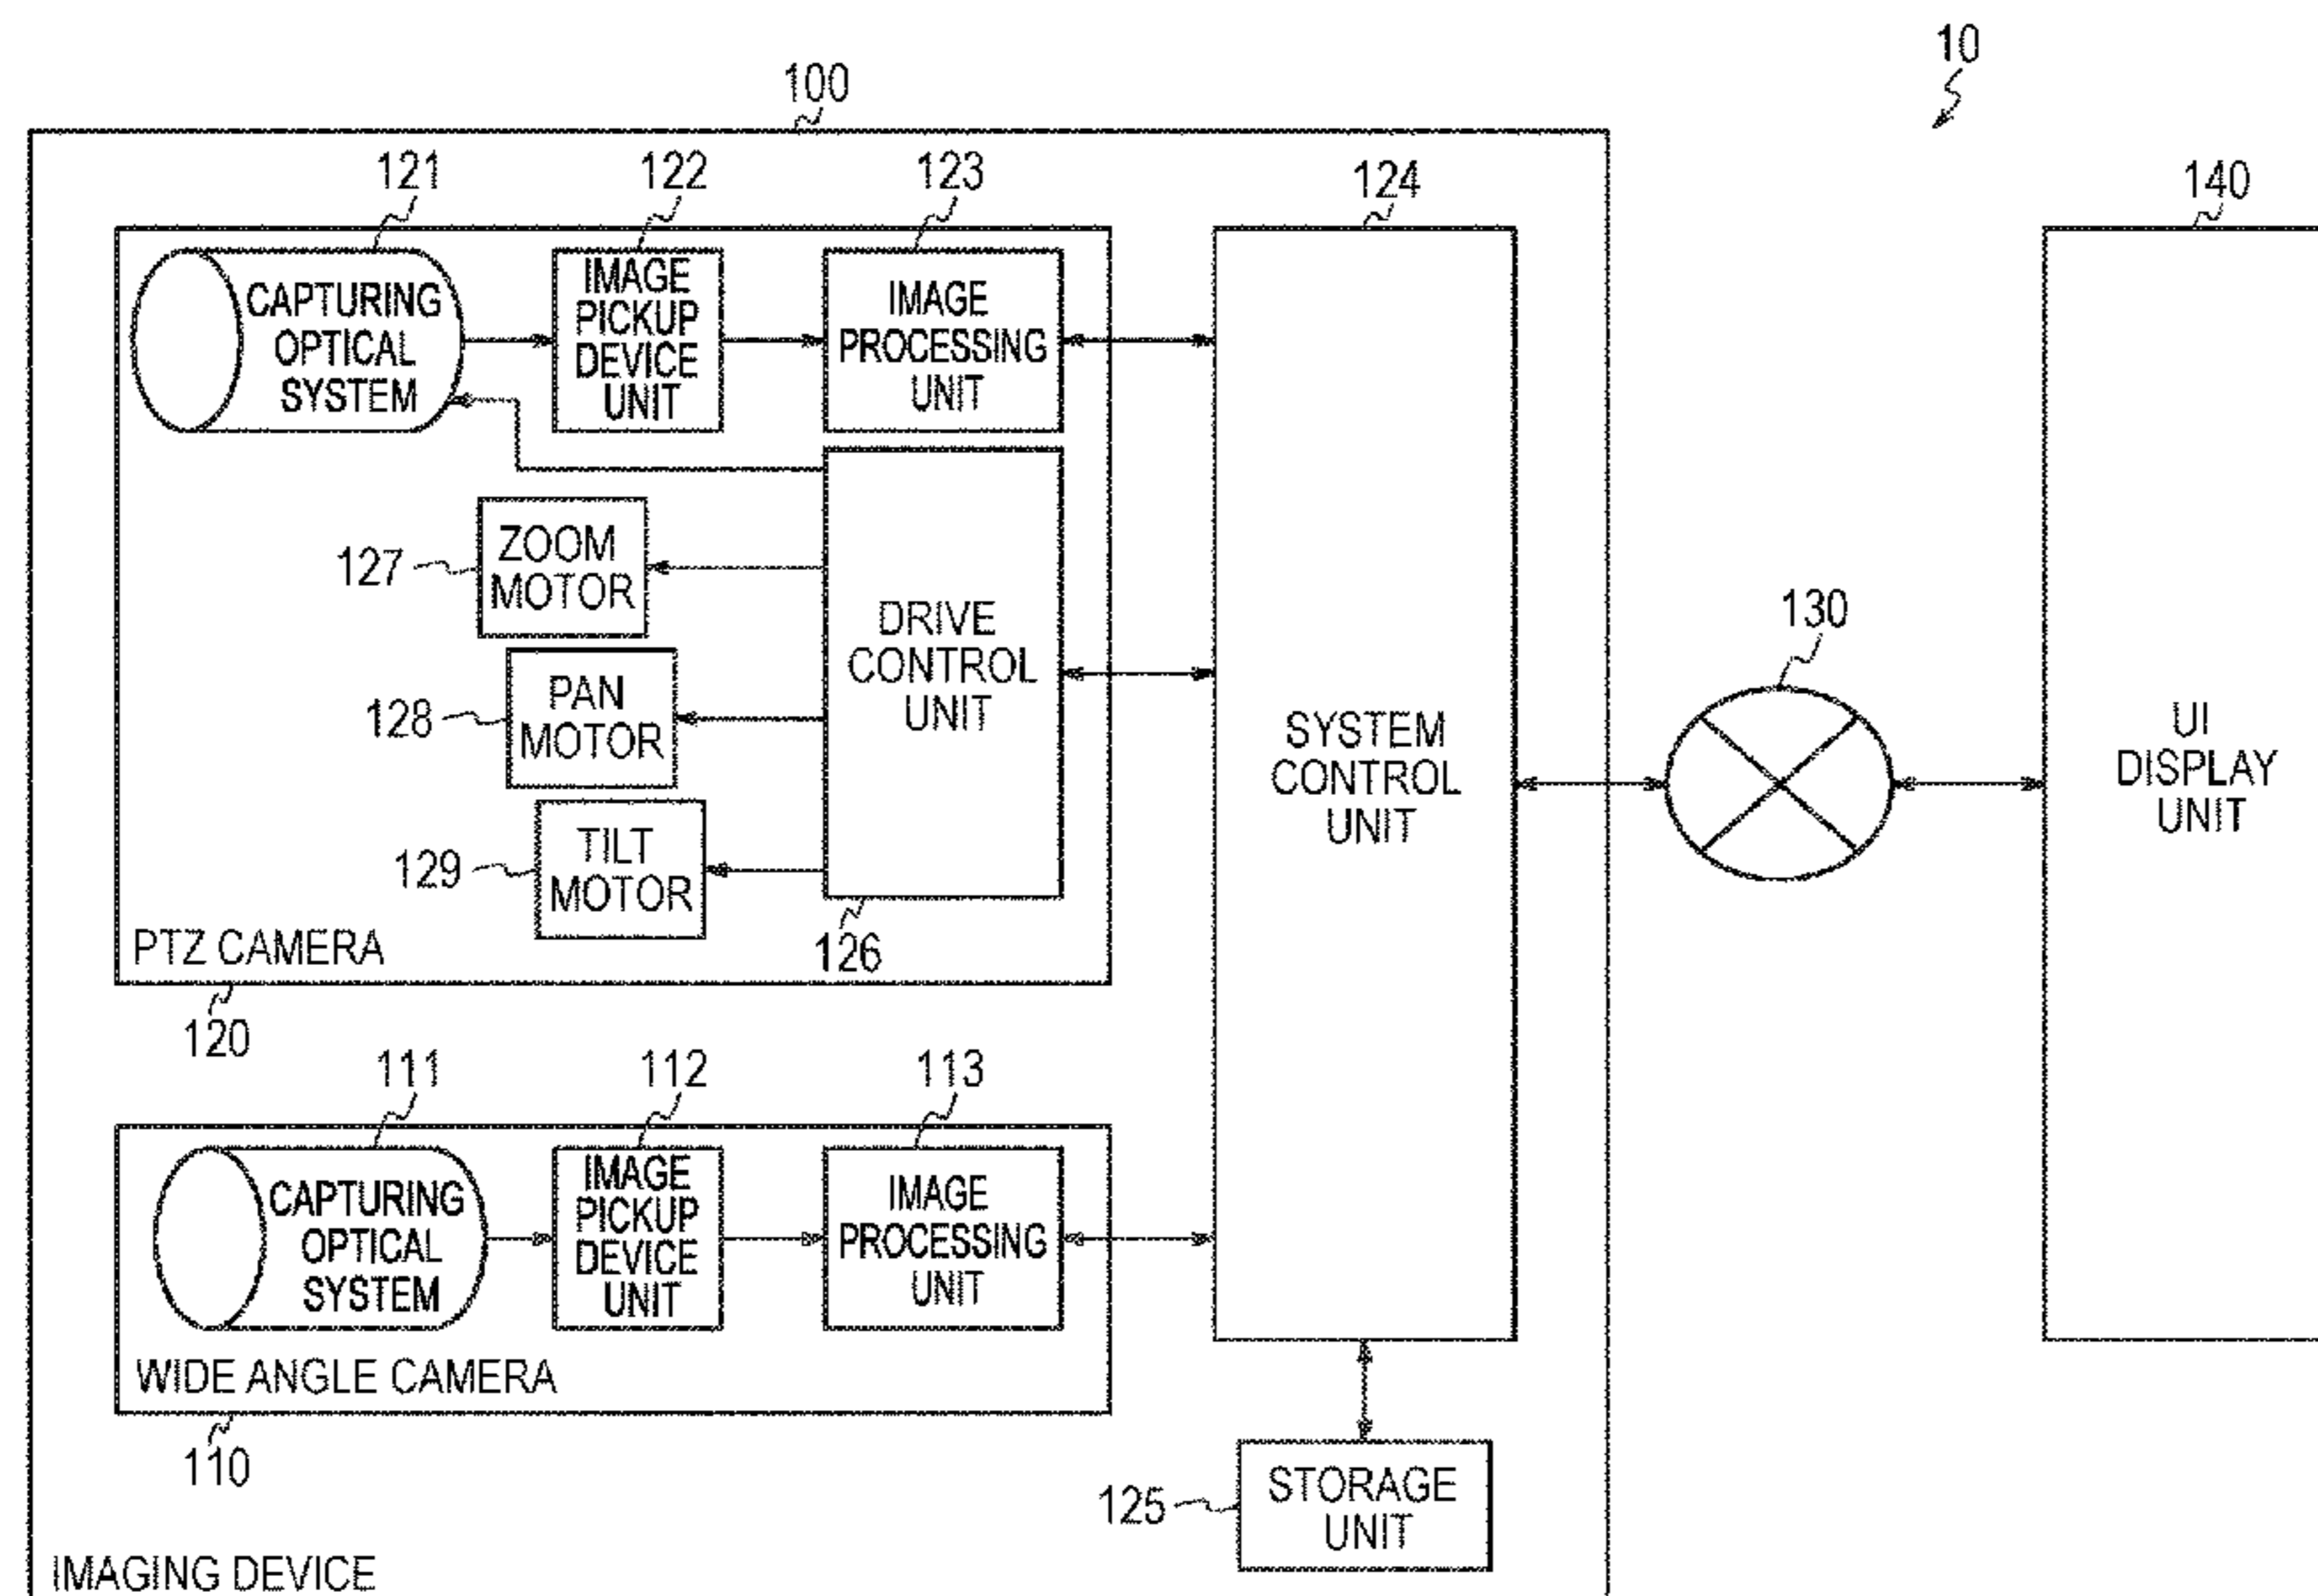 10
100
121
122
123
124
140
CAPTURING
OPTICAL
SYSTEM
IMAGE
PICKUP
DEVICE
UNIT
IMAGE
PROCESSING
UNIT
127
ZOOM
MOTOR
128
PAN
MOTOR
129
TILT
MOTOR
DRIVE
CONTROL
UNIT
126
PTZ CAMERA
120
SYSTEM
CONTROL
UNIT
130
UI
DISPLAY
UNIT
111
112
113
CAPTURING
OPTICAL
SYSTEM
IMAGE
PICKUP
DEVICE
UNIT
IMAGE
PROCESSING
UNIT
WIDE ANGLE CAMERA
110
125
STORAGE
UNIT
IMAGING DEVICE